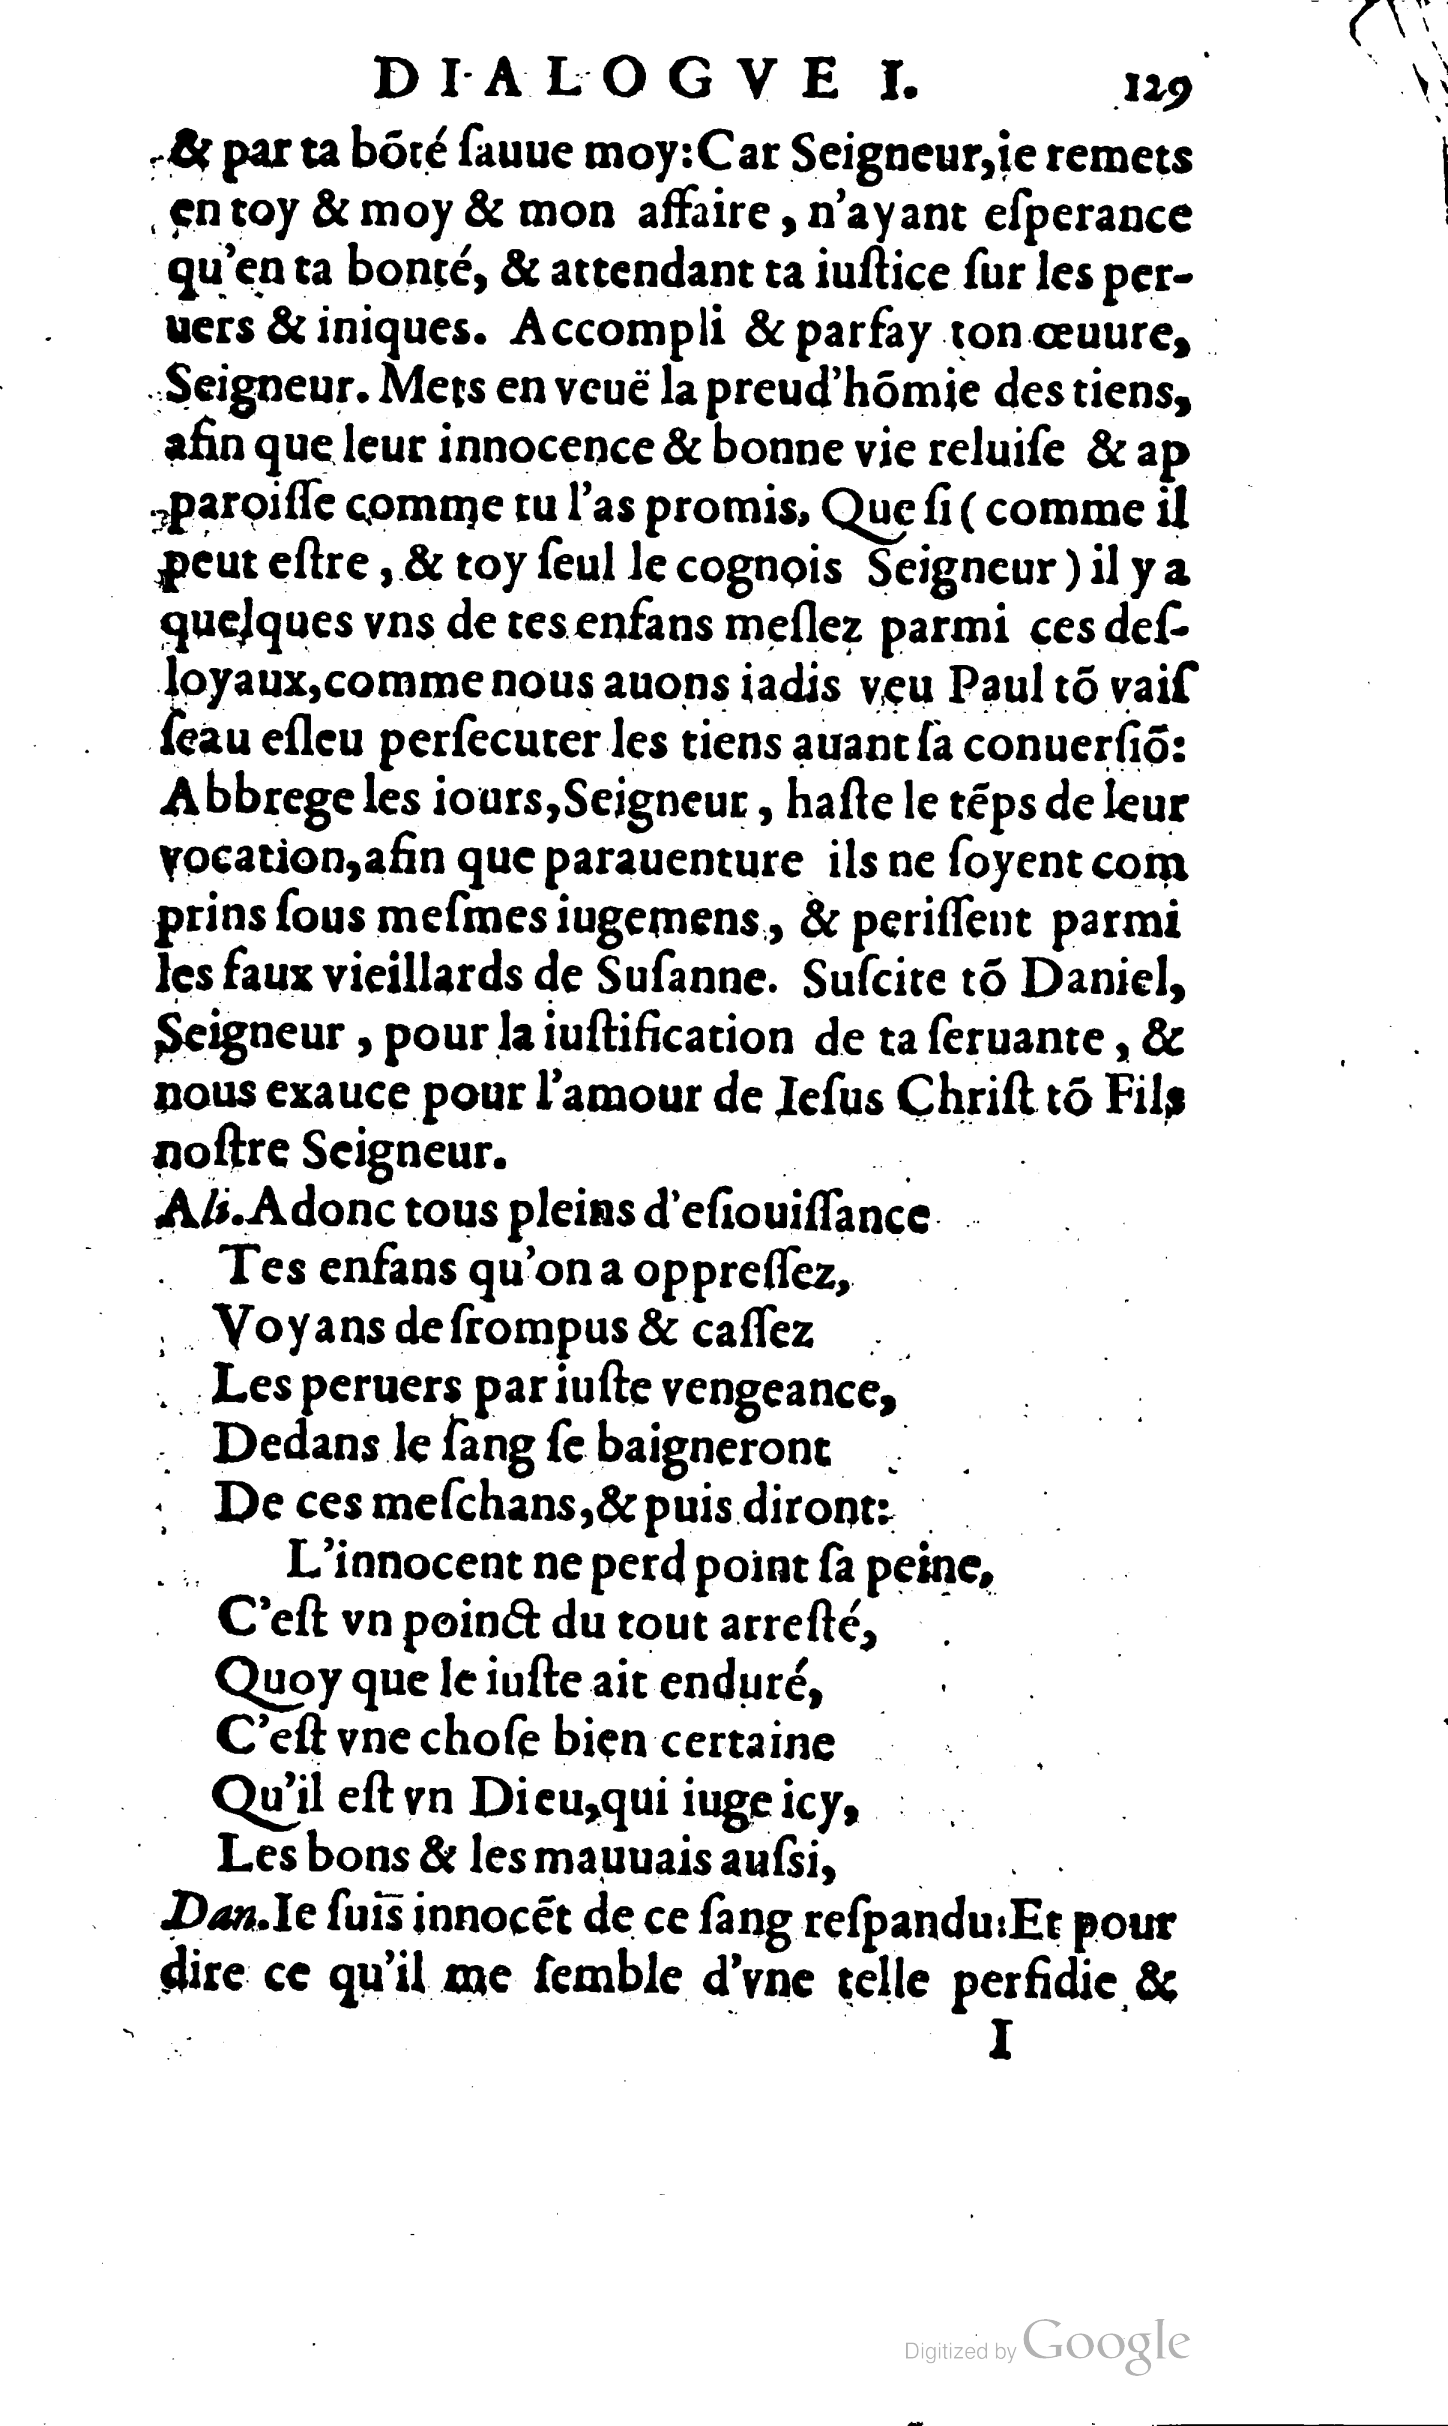 DIALOGVE I. 129
& par ta bõté ſauue moy: Car Seigneur, ie remets
en toy & moy & mon affaire, n'ayant eſperance
qu'en ta bonté, & attendant ta iuſtice ſur les per-
uers & iniques. Accompli & parfay ton œuure,
Seigneur. Mets en veuë la preud'hõmie des tiens,
afin que leur innocence & bonne vie reluiſe & ap
paroiſſe comme tu l'as promis. Que ſi ( comme il
peut eſtre, & toy ſeul le cognois Seigneur ) il y a
quelques vns de tes enfans meſlez parmi ces deſ-
loyaux, comme nous auons iadis veu Paul tõ vaiſ
ſeau eſleu perſecuter les tiens auant ſa conuerſiõ:
Abbrege les iours, Seigneur, haſte le tẽps de leur
vocation, afin que parauenture ils ne ſoyent com
prins ſous meſmes iugemens, & periſſent parmi
les faux vieillards de Suſanne. Suſcite tõ Daniel,
Seigneur, pour la iuſtification de ta ſeruante, &
nous exauce pour l'amour de Ieſus Chriſt tõ Fils
noſtre Seigneur.
Ali. Adonc tous pleins d'eſiouiſſance
Tes enfans qu'on a oppreſſez,
Voyans deſrompus & caſſez
Les peruers par iuſte vengeance,
Dedans le ſang ſe baigneront
De ces meſchans, & puis diront:
L'innocent ne perd point ſa peine,
C'eſt vn poinct du tout arreſté,
Quoy que le iuſte ait enduré,
C'eſt vne choſe bien certaine
Qu'il eſt vn Dieu, qui iuge icy,
Les bons & les mauuais auſsi,
Dan. Ie ſuis innocẽt de ce ſang reſpandu: Et pour
dire ce qu'il me ſemble d'vne telle perfidie &
I
Digitized by Google